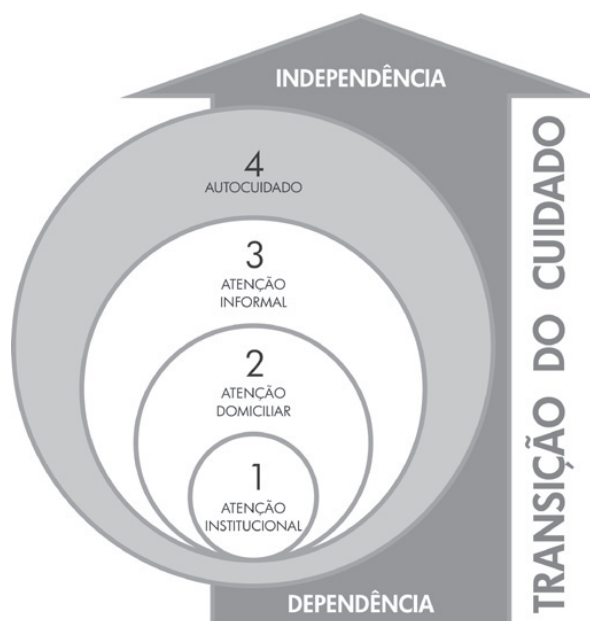 INDEPENDÊNCIA
4
AUTOCUIDADO
3
ATENÇÃO
INFORMAL
2
ATENÇÃO
DOMICILIAR
1
ATENÇÃO
INSTITUCIONAL
DEPENDÊNCIA
TRANSIÇÃO DO CUIDADO